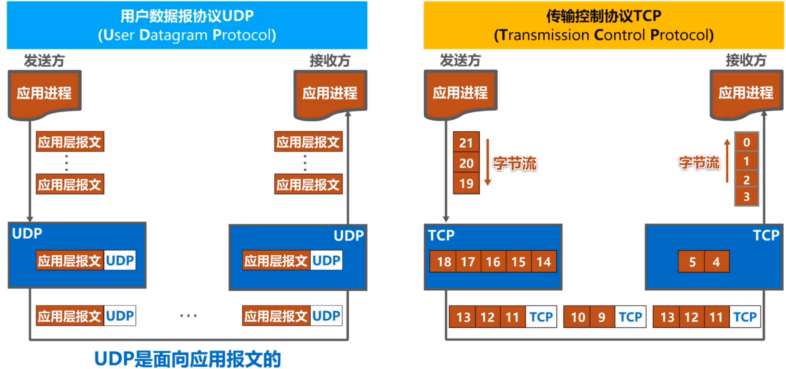 用户数据报协议UDP
(User Datagram Protocol)
发送方
接收方
应用进程
应用进程
应用层报文
应用层报文
应用层报文
应用层报文
UDP
应用层报文 UDP
UDP
应用层报文 UDP
应用层报文 UDP
···
应用层报文 UDP
UDP是面向应用报文的
传输控制协议TCP
(Transmission Control Protocol)
发送方
接收方
应用进程
应用进程
21
20
19
字节流
字节流
0
1
2
3
TCP
18 17 16 15 14
TCP
5 4
13 12 11 TCP
10 9 TCP
13 12 11 TCP